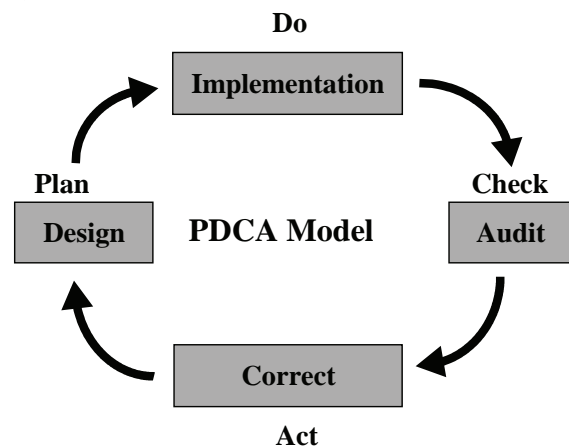 Do
Implementation
Plan
Check
Design
PDCA Model
Audit
Correct
Act